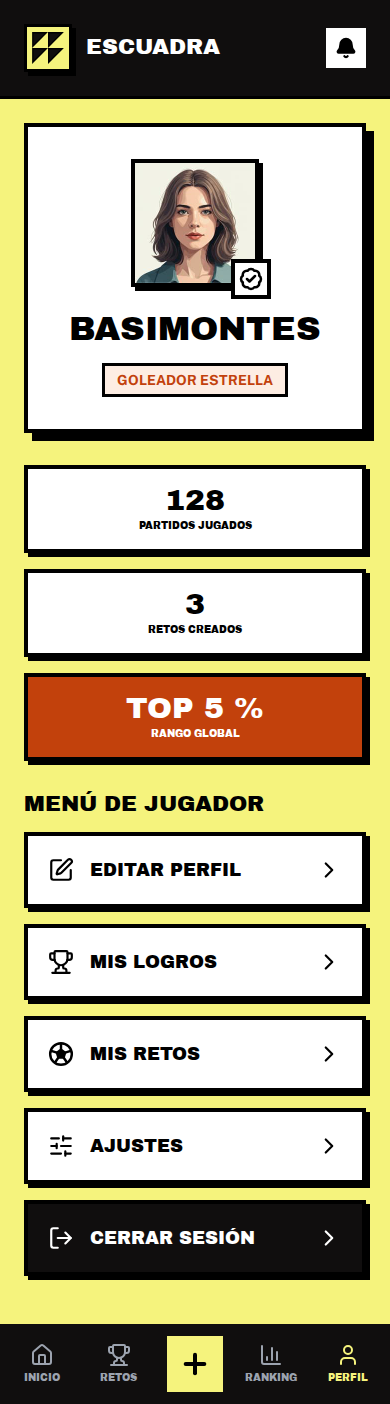 ESCUADRA
BASIMONTES
GOLEADOR ESTRELLA
128
PARTIDOS JUGADOS
3
RETOS CREADOS
TOP 5 %
RANGO GLOBAL
MENÚ DE JUGADOR
EDITAR PERFIL
MIS LOGROS
MIS RETOS
AJUSTES
CERRAR SESIÓN
INICIO
RETOS
RANKING
PERFIL